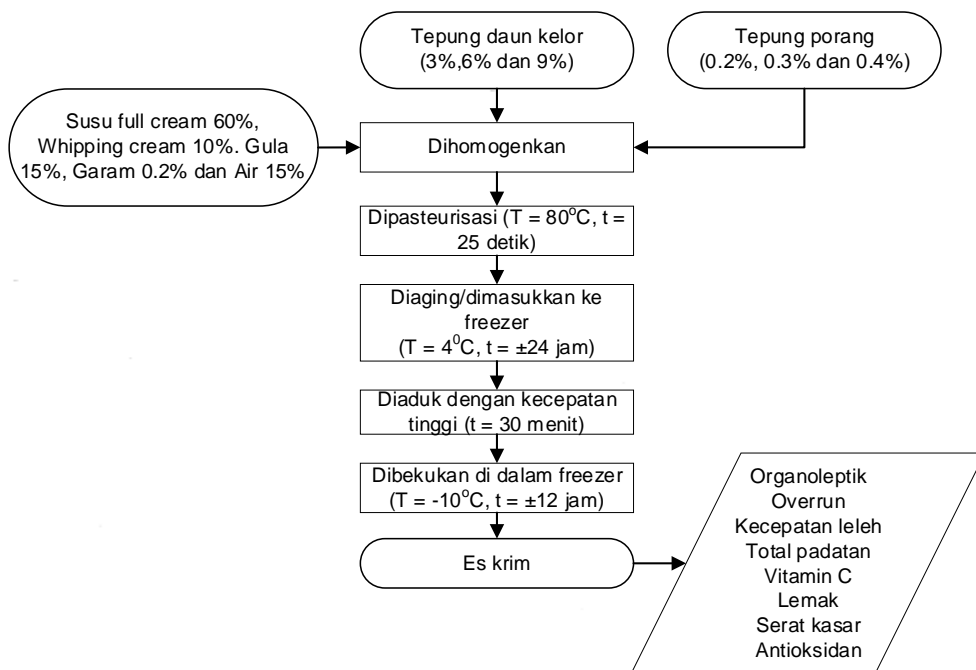 Tepung daun kelor
(3%,6% dan 9%)
Tepung porang
(0.2%, 0.3% dan 0.4%)
Susu full cream 60%,
Whipping cream 10%. Gula
15%, Garam 0.2% dan Air 15%
Dihomogenkan
Dipasteurisasi (T = 80°C, t =
25 detik)
Diaging/dimasukkan ke
freezer
(T = 4⁰C, t = ±24 jam)
Diaduk dengan kecepatan
tinggi (t = 30 menit)
Dibekukan di dalam freezer
(T = -10°C, t = ±12 jam)
Es krim
Organoleptik
Overrun
Kecepatan leleh
Total padatan
Vitamin C
Lemak
Serat kasar
Antioksidan